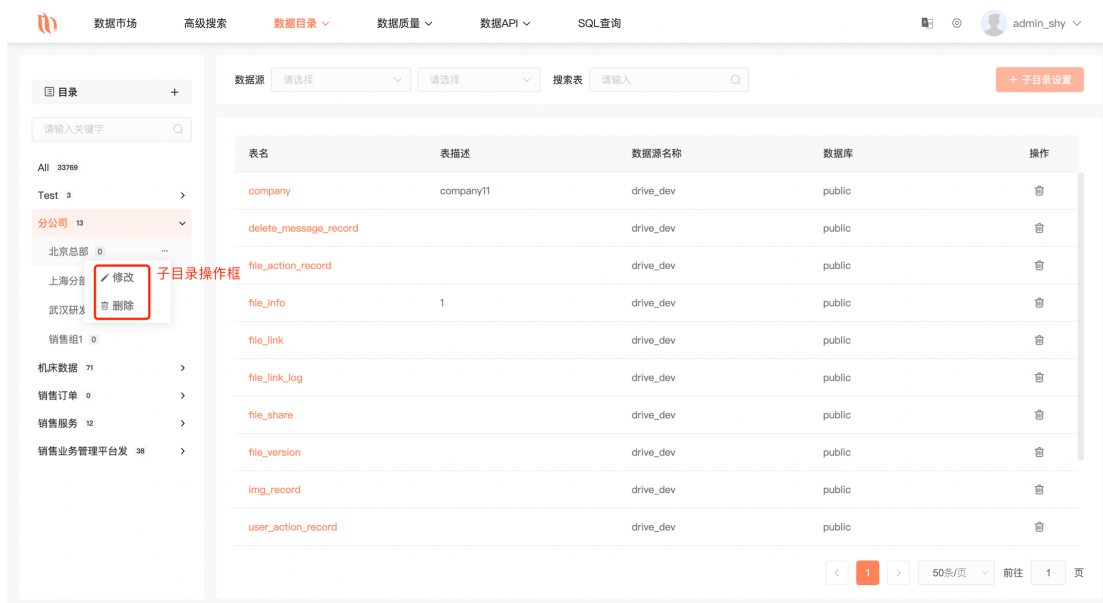 数据市场 高级搜索 数据目录 数据质量 数据API SQL查询 admin_shy
目录 +
请输入关键字
All 33769
Test 3
分公司 13
北京总部 0 ...
上海分部
武汉研发
销售组1 0
修改
删除
子目录操作框
机床数据 71
销售订单 0
销售服务 12
销售业务管理平台发 38
数据源 请选择 请选择 搜索表 请输入 + 子目录设置
表名 表描述 数据源名称 数据库 操作
company company11 drive_dev public
delete_message_record drive_dev public
file_action_record drive_dev public
file_info 1 drive_dev public
file_link drive_dev public
file_link_log drive_dev public
file_share drive_dev public
file_version drive_dev public
img_record drive_dev public
user_action_record drive_dev public
1 50条/页 前往 1 页